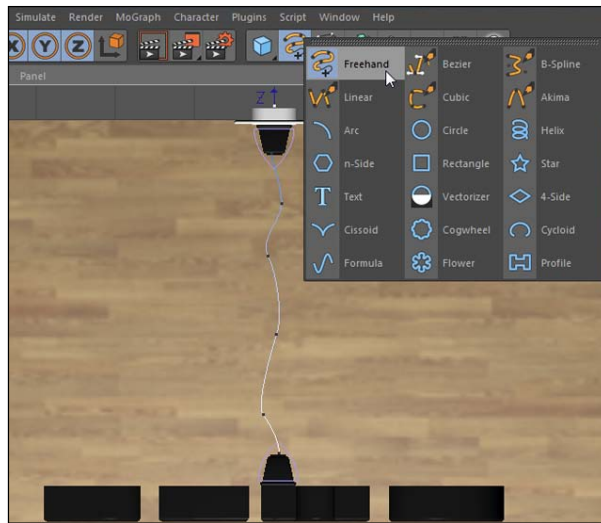 Simulate Render MoGraph Character Plugins Script Window Help
X Y Z
Panel
Z
Freehand Bezier B-Spline
Linear Cubic Akima
Arc Circle Helix
n-Side Rectangle Star
T Text Vectorizer 4-Side
Cissoid Cogwheel Cycloid
Formula Flower Profile